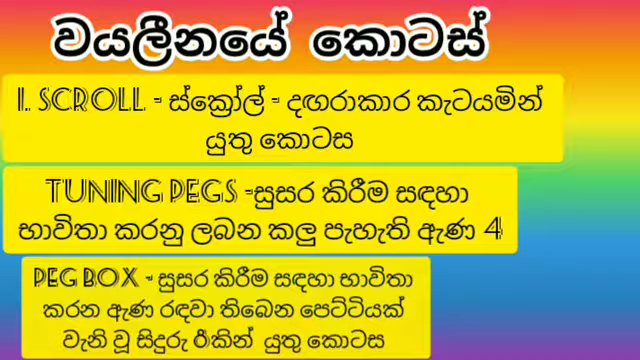 වයලීනයේ කොටස්
1. SCROLL - ස්ක්‍රෝල් - දඟරාකාර කැටයමින්
යුතු කොටස
TUNING PEGS -සුසර කිරීම සඳහා
භාවිතා කරනු ලබන කලු පැහැති ඇණ 4
PEG BOX - සුසර කිරීම සඳහා භාවිතා
කරන ඇණ රඳවා තිබෙන පෙට්ටියක්
වැනි වූ සිදුරු ්‍රිකින් යුතු කොටස